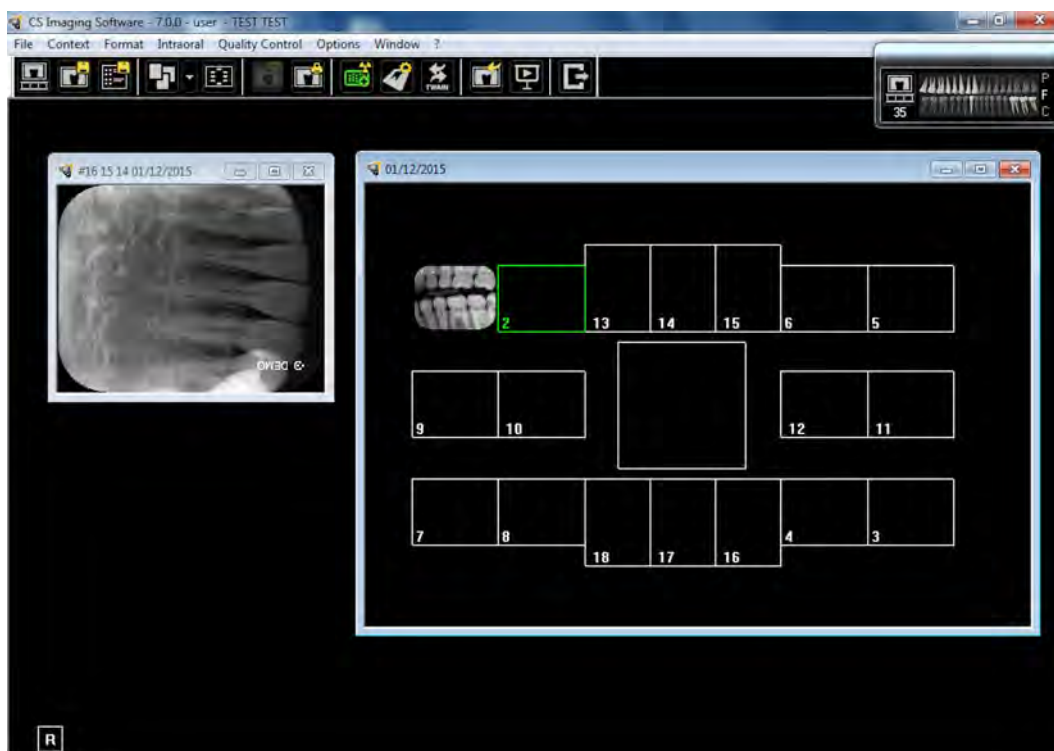 CS Imaging Software - 7.0.0 - user - TEST TEST
File Context Format Intraoral Quality Control Options Window ?
TWAIN
35
P
F
C
#16 15 14 01/12/2015
DEMO
01/12/2015
2 13 14 15 6 5
9 10 12 11
7 8 18 17 16 4 3
R